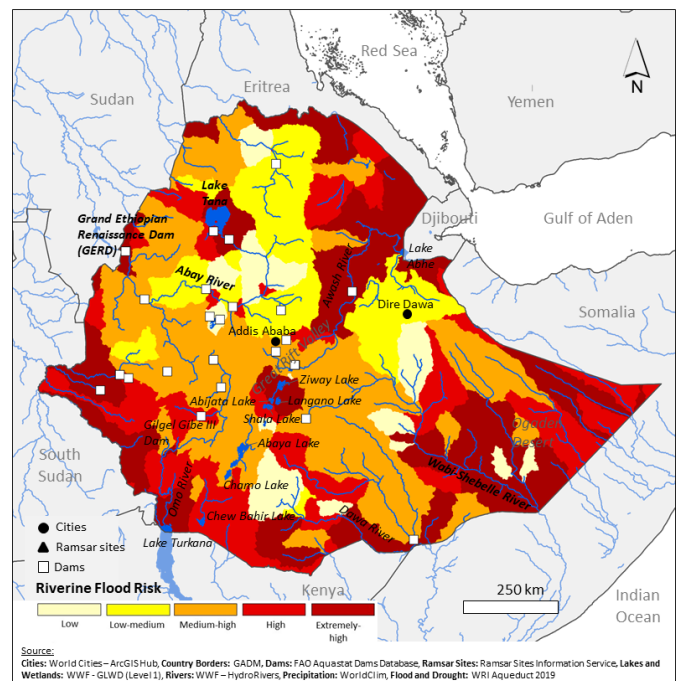 Red Sea
N
Eritrea
Sudan
Yemen
Lake
Tana
Grand Ethiopian
Renaissance Dam
(GERD)
Djibouti
Gulf of Aden
Lake
Abhe
Abay River
Awash River
Dire Dawa
Somalia
Addis Ababa
Great Rift Valley
Ziway Lake
Abijata Lake
Langano Lake
Gilgel Gibe III
Dam
Shala Lake
Ogaden
Desert
Abaya Lake
South
Sudan
Wabi-Shebelle River
Omo River
Chamo Lake
Chew Bahir Lake
Dawa River
Cities
Ramsar sites
Lake Turkana
Dams
Riverine Flood Risk
Kenya
250 km
Indian
Ocean
Low
Low-medium
Medium-high
High
Extremely-
high
Source:
Cities: World Cities – ArcGIS Hub, Country Borders: GADM, Dams: FAO Aquastat Dams Database, Ramsar Sites: Ramsar Sites Information Service, Lakes and
Wetlands: WWF - GLWD (Level 1), Rivers: WWF – HydroRivers, Precipitation: WorldClim, Flood and Drought: WRI Aqueduct 2019